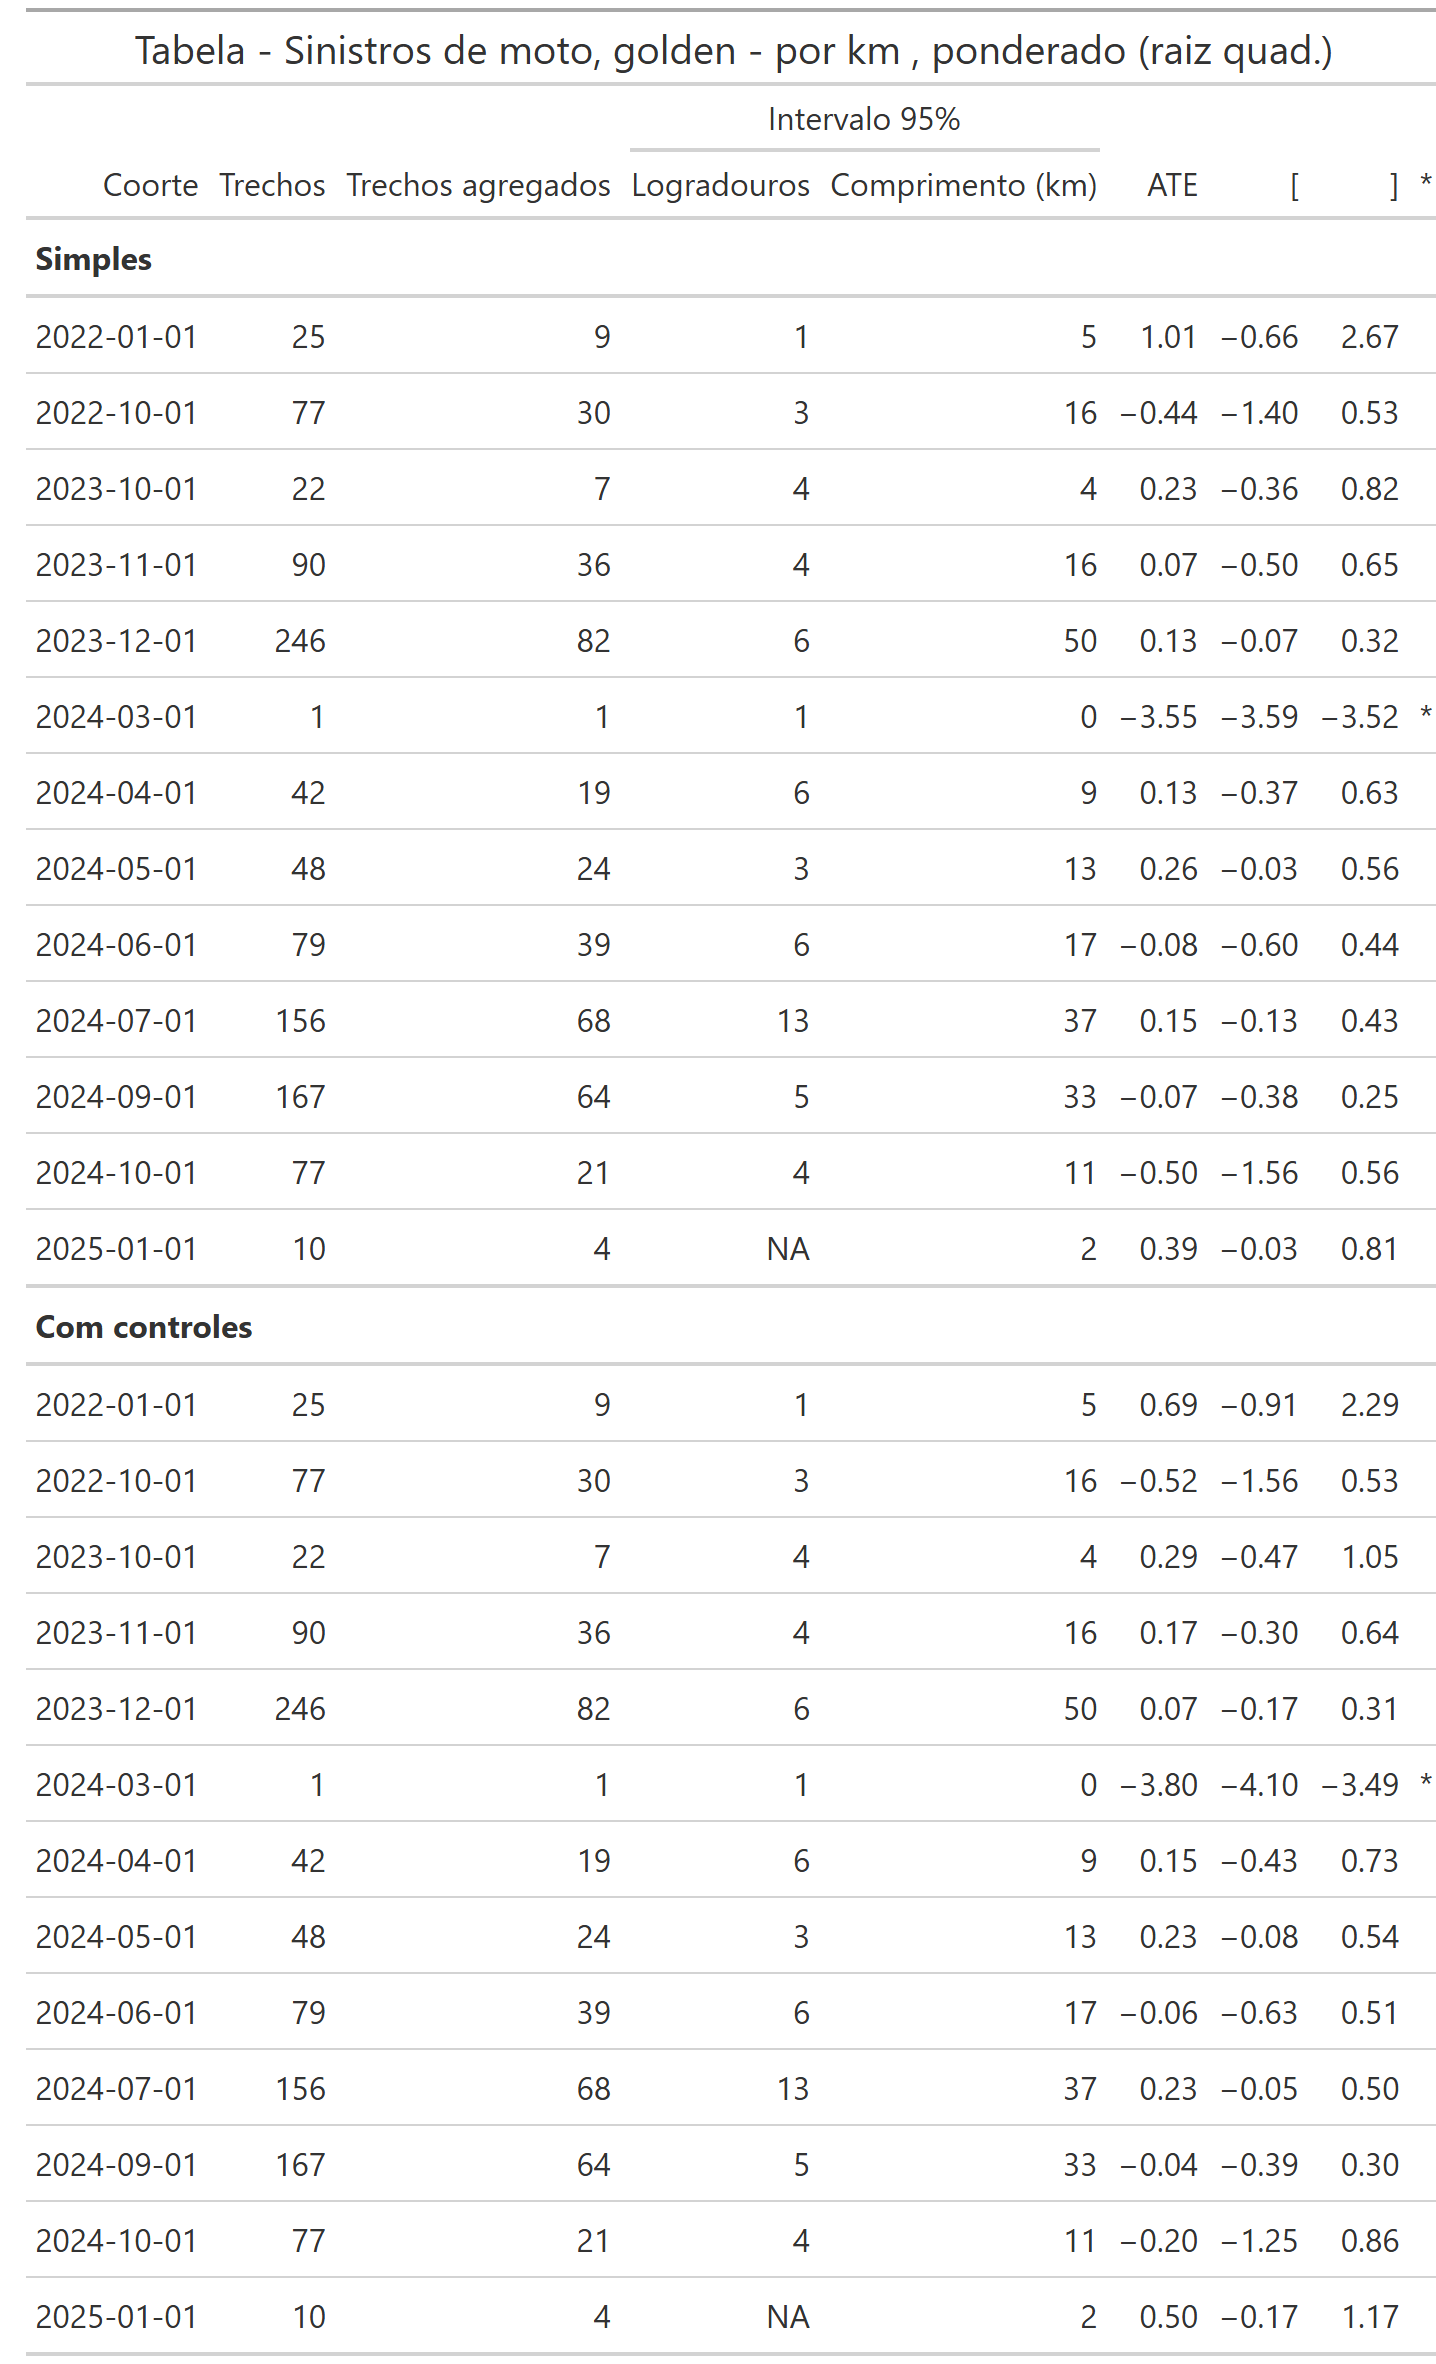 Tabela - Sinistros de moto, golden - por km , ponderado (raiz quad.)
Intervalo 95%
Coorte Trechos Trechos agregados Logradouros Comprimento (km) ATE [ ] *
Simples
2022-01-01 25 9 1 5 1.01 −0.66 2.67
2022-10-01 77 30 3 16 −0.44 −1.40 0.53
2023-10-01 22 7 4 4 0.23 −0.36 0.82
2023-11-01 90 36 4 16 0.07 −0.50 0.65
2023-12-01 246 82 6 50 0.13 −0.07 0.32
2024-03-01 1 1 1 0 −3.55 −3.59 −3.52 *
2024-04-01 42 19 6 9 0.13 −0.37 0.63
2024-05-01 48 24 3 13 0.26 −0.03 0.56
2024-06-01 79 39 6 17 −0.08 −0.60 0.44
2024-07-01 156 68 13 37 0.15 −0.13 0.43
2024-09-01 167 64 5 33 −0.07 −0.38 0.25
2024-10-01 77 21 4 11 −0.50 −1.56 0.56
2025-01-01 10 4 NA 2 0.39 −0.03 0.81
Com controles
2022-01-01 25 9 1 5 0.69 −0.91 2.29
2022-10-01 77 30 3 16 −0.52 −1.56 0.53
2023-10-01 22 7 4 4 0.29 −0.47 1.05
2023-11-01 90 36 4 16 0.17 −0.30 0.64
2023-12-01 246 82 6 50 0.07 −0.17 0.31
2024-03-01 1 1 1 0 −3.80 −4.10 −3.49 *
2024-04-01 42 19 6 9 0.15 −0.43 0.73
2024-05-01 48 24 3 13 0.23 −0.08 0.54
2024-06-01 79 39 6 17 −0.06 −0.63 0.51
2024-07-01 156 68 13 37 0.23 −0.05 0.50
2024-09-01 167 64 5 33 −0.04 −0.39 0.30
2024-10-01 77 21 4 11 −0.20 −1.25 0.86
2025-01-01 10 4 NA 2 0.50 −0.17 1.17